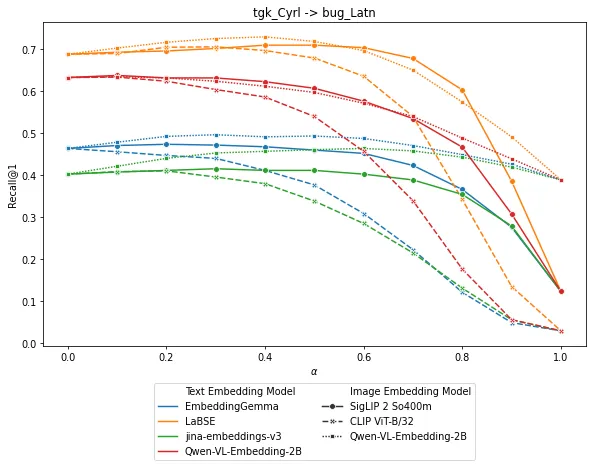 tgk_Cyrl -> bug_Latn
Recall@1
0.7
0.6
0.5
0.4
0.3
0.2
0.1
0.0
0.0 0.2 0.4 0.6 0.8 1.0
α
Text Embedding Model Image Embedding Model
EmbeddingGemma SigLIP 2 So400m
LaBSE CLIP ViT-B/32
jina-embeddings-v3 Qwen-VL-Embedding-2B
Qwen-VL-Embedding-2B